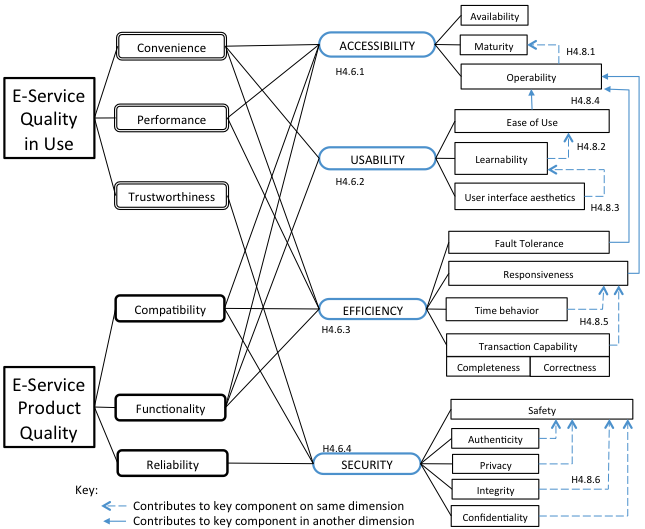 E-Service
Quality
in Use
Convenience
Performance
Trustworthiness
E-Service
Product
Quality
Compatibility
Functionality
Reliability
ACCESSIBILITY
H4.6.1
USABILITY
H4.6.2
EFFICIENCY
H4.6.3
H4.6.4
SECURITY
Availability
Maturity
H4.8.1
Operability
H4.8.4
Ease of Use
H4.8.2
Learnability
User interface aesthetics
H4.8.3
Fault Tolerance
Responsiveness
Time behavior
H4.8.5
Transaction Capability
Completeness
Correctness
Safety
Authenticity
Privacy
Integrity
H4.8.6
Confidentiality
Key:
Contributes to key component on same dimension
Contributes to key component in another dimension